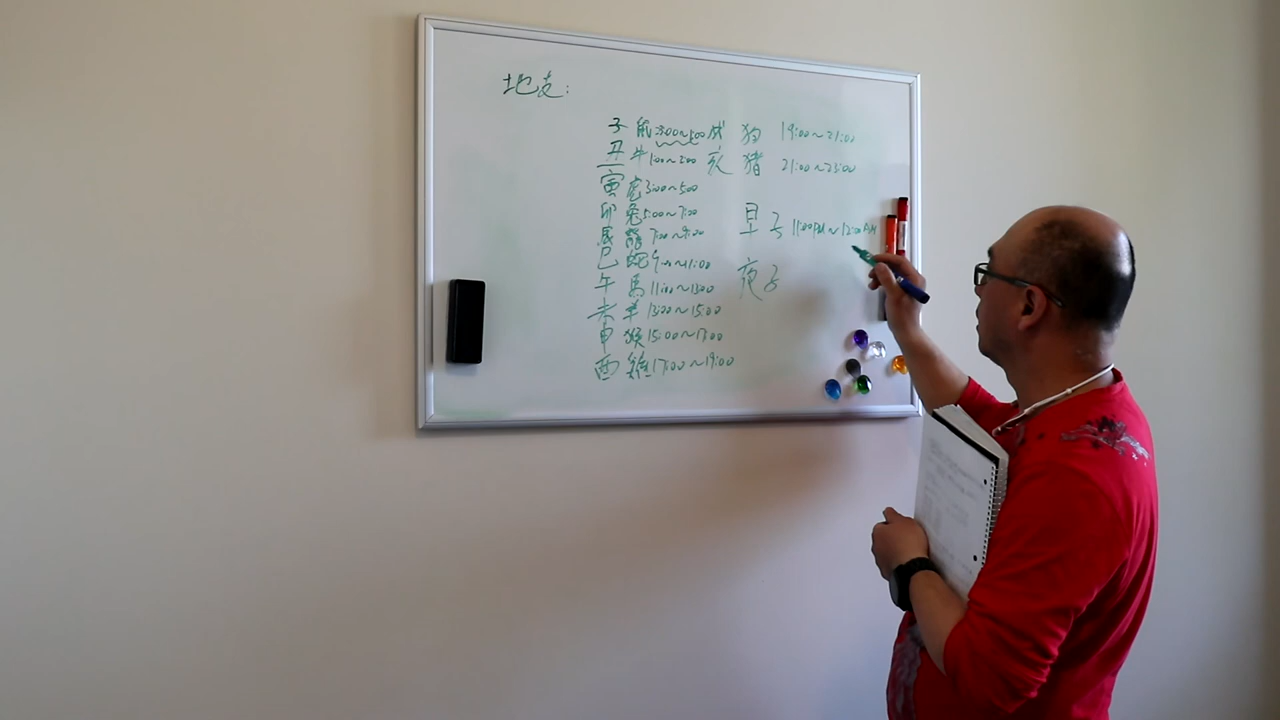 地支:
子 鼠 23:00~1:00 戌 狗 19:00~21:00
丑 牛 1:00~3:00 亥 豬 21:00~23:00
寅 虎 3:00~5:00
卯 兔 5:00~7:00
早子 11:00PM~12:00AM
辰 龍 7:00~9:00
巳 蛇 9:00~11:00
夜子
午 馬 11:00~13:00
未 羊 13:00~15:00
申 猴 15:00~17:00
酉 雞 17:00~19:00